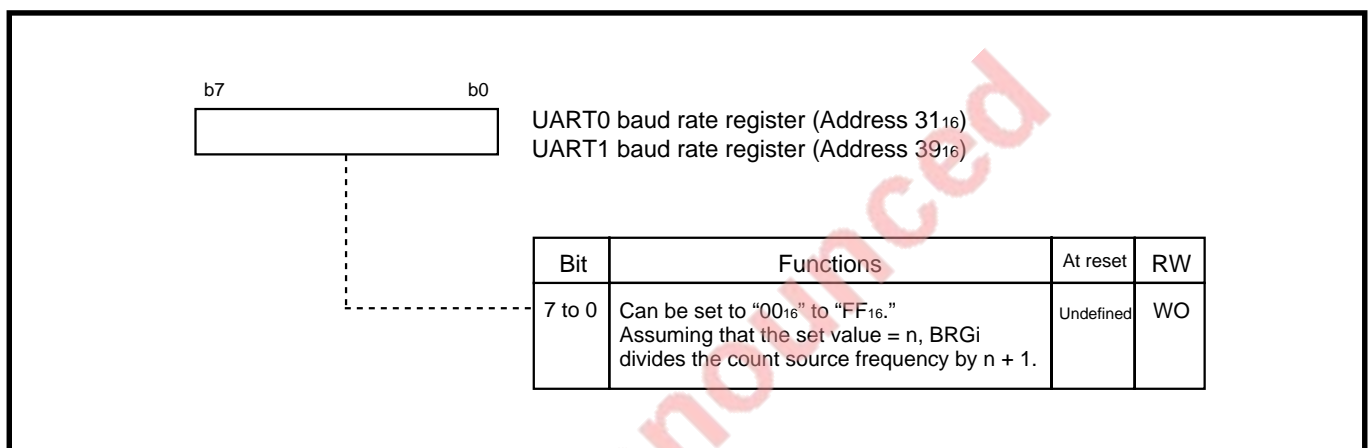 b7 b0
UART0 baud rate register (Address 31₁₆)
UART1 baud rate register (Address 39₁₆)
Bit Functions At reset RW
7 to 0 Can be set to “00₁₆” to “FF₁₆.” Undefined WO
Assuming that the set value = n, BRGi
divides the count source frequency by n + 1.
nounced